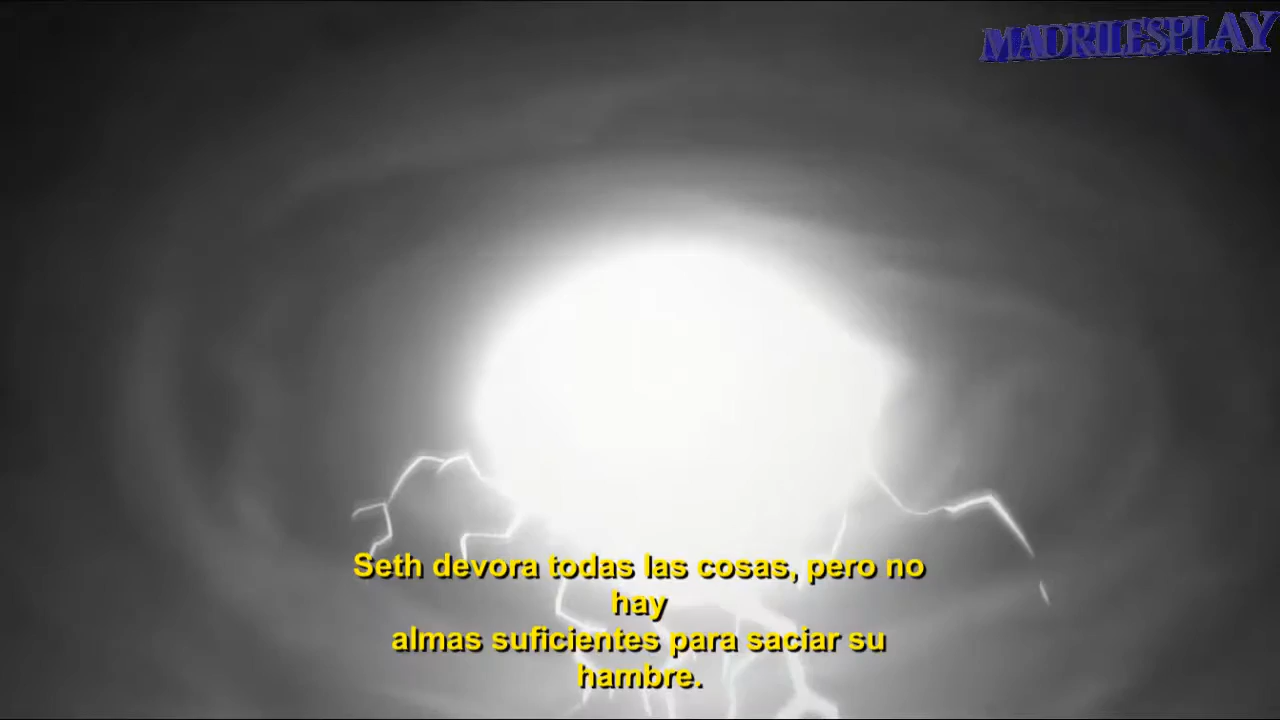 MADRILESPLAY
Seth devora todas las cosas, pero no
hay
almas suficientes para saciar su
hambre.